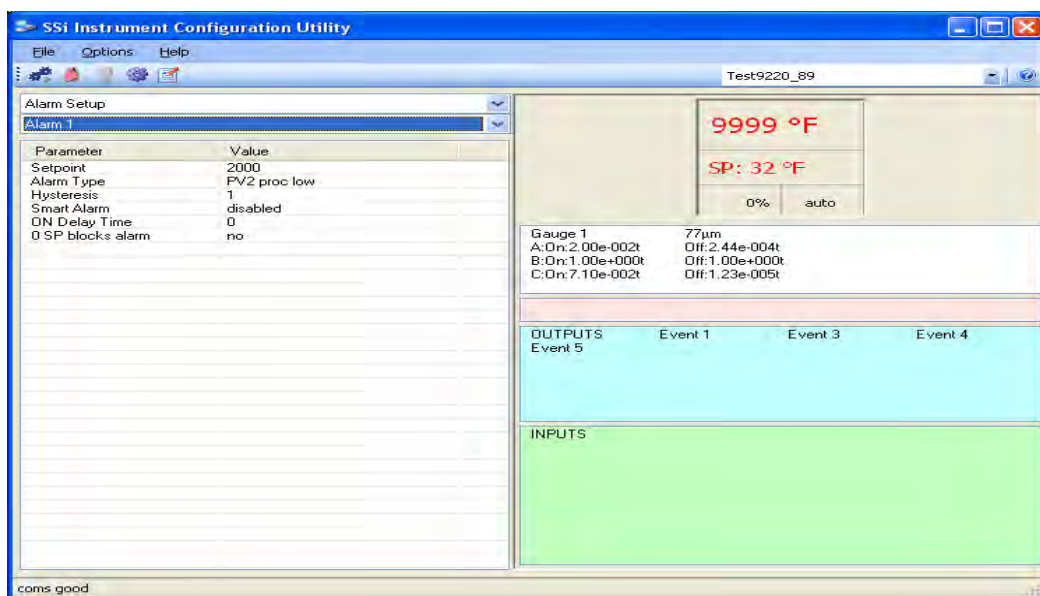 SSi Instrument Configuration Utility
File Options Help
Test9220_89
Alarm Setup
Alarm 1
Parameter Value
Setpoint 2000
Alarm Type PV2 proc low
Hysteresis 1
Smart Alarm disabled
ON Delay Time 0
0 SP blocks alarm no
9999 °F
SP: 32 °F
0% auto
Gauge 1 77µm
A:On:2.00e-002t Off:2.44e-004t
B:On:1.00e+000t Off:1.00e+000t
C:On:7.10e-002t Off:1.23e-005t
OUTPUTS Event 1 Event 3 Event 4
Event 5
INPUTS
coms good